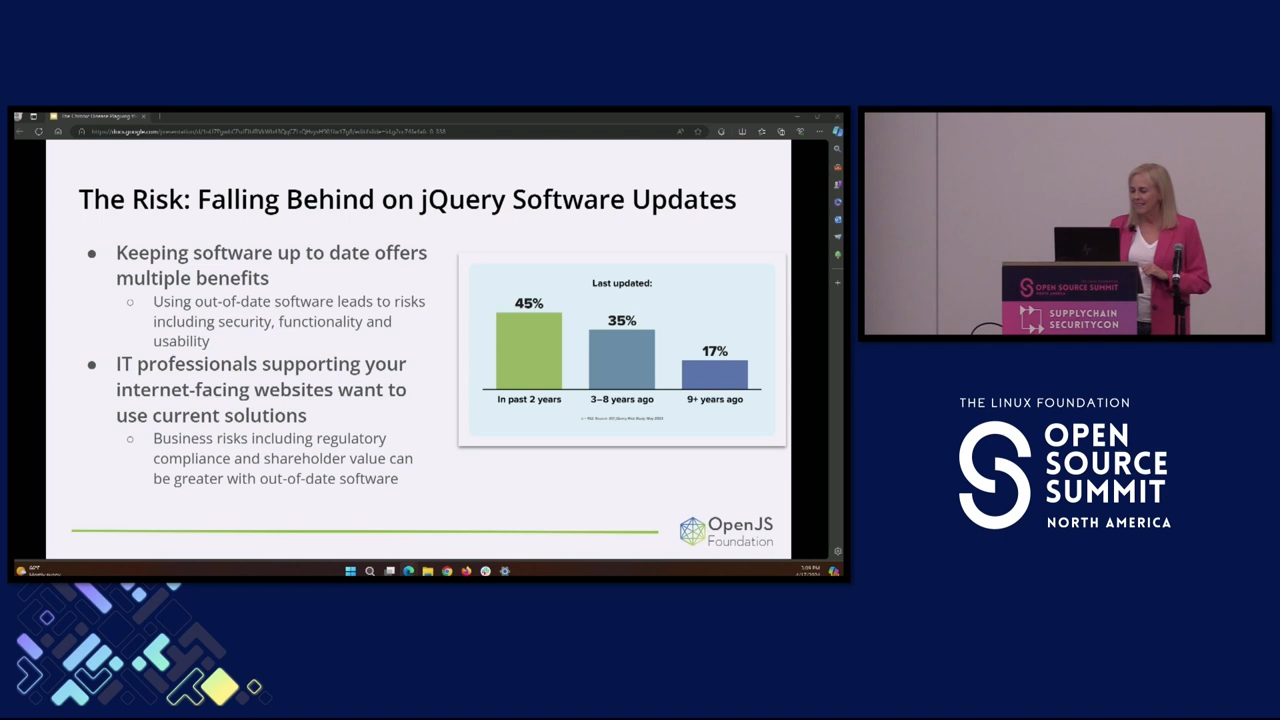 The Risk: Falling Behind on jQuery Software Updates
● Keeping software up to date offers
multiple benefits
○ Using out-of-date software leads to risks
including security, functionality and
usability
● IT professionals supporting your
internet-facing websites want to
use current solutions
○ Business risks including regulatory
compliance and shareholder value can
be greater with out-of-date software
Last updated:
45%
35%
17%
In past 2 years
3–8 years ago
9+ years ago
OpenJS
Foundation
OPEN SOURCE SUMMIT
SUPPLYCHAIN
SECURITYCON
THE LINUX FOUNDATION
OPEN
SOURCE
SUMMIT
NORTH AMERICA